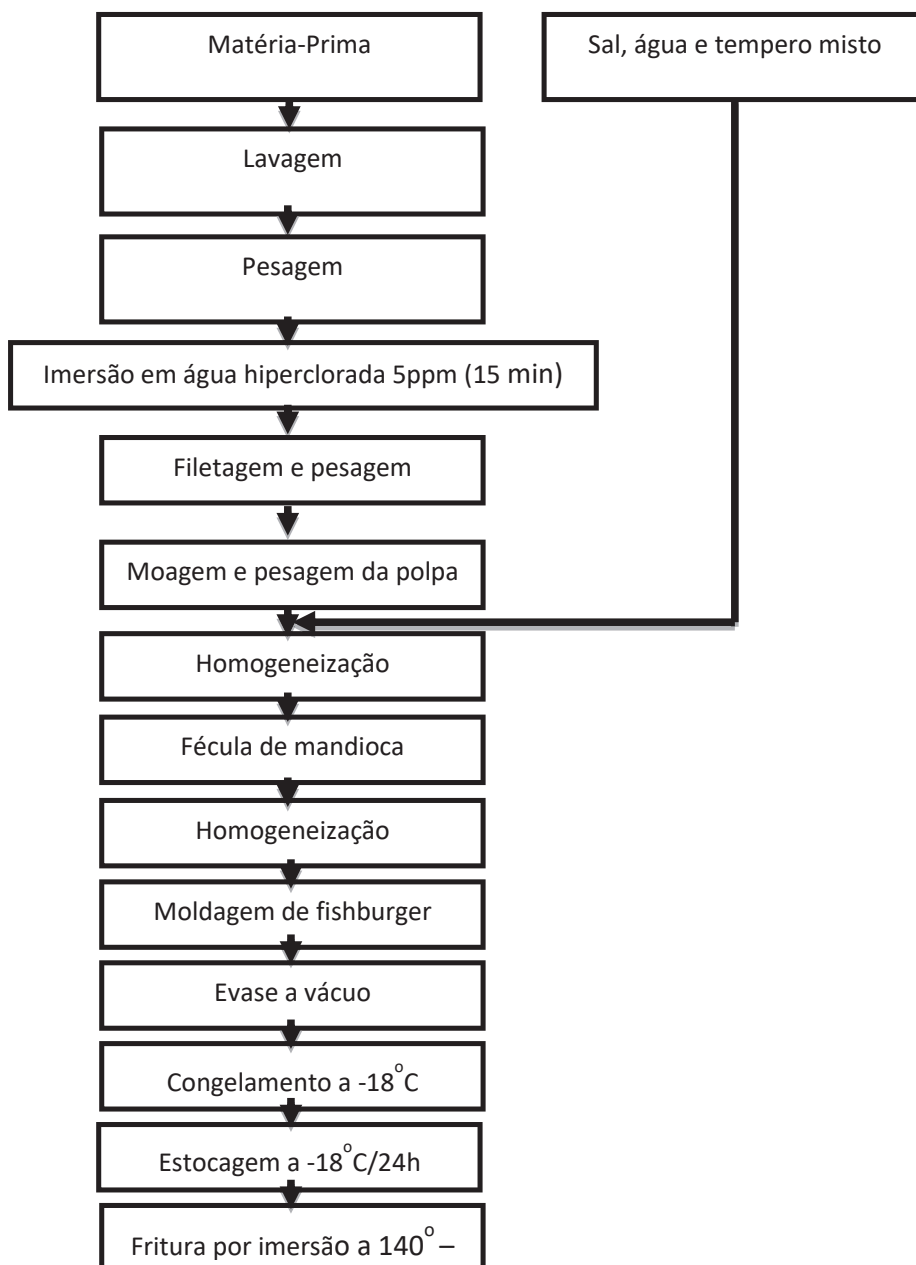 Matéria-Prima
Sal, água e tempero misto
Lavagem
Pesagem
Imersão em água hiperclorada 5ppm (15 min)
Filetagem e pesagem
Moagem e pesagem da polpa
Homogeneização
Fécula de mandioca
Homogeneização
Moldagem de fishburger
Evase a vácuo
Congelamento a -18°C
Estocagem a -18°C/24h
Fritura por imersão a 140° –